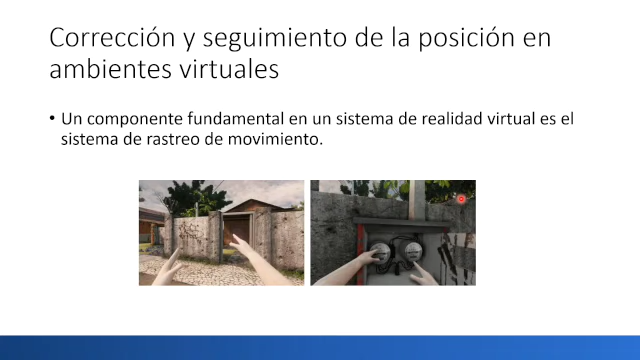 Corrección y seguimiento de la posición en
ambientes virtuales
• Un componente fundamental en un sistema de realidad virtual es el
sistema de rastreo de movimiento.